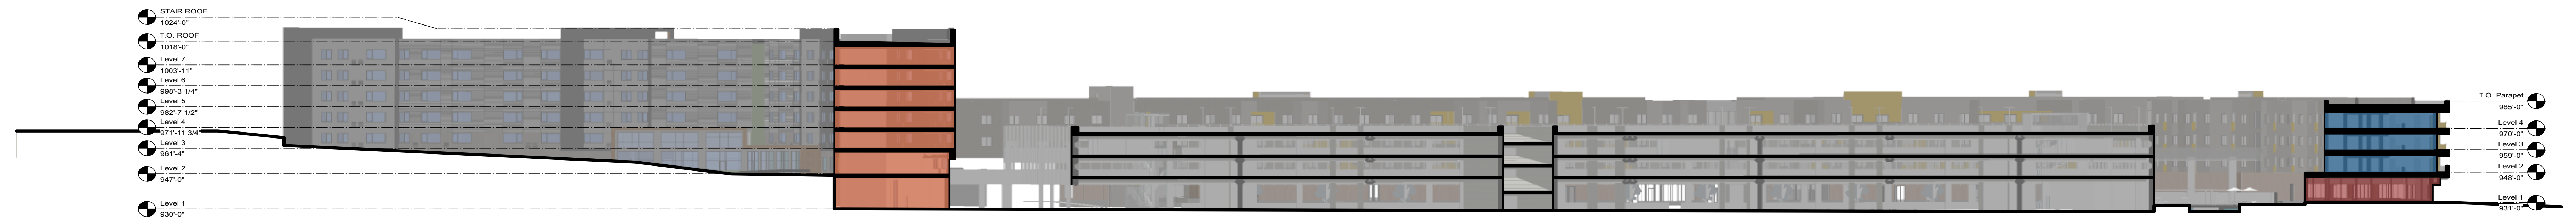 STAIR ROOF
1024'-0"
T.O. ROOF
1018'-0"
Level 7
1003'-11"
Level 6
998'-3 1/4"
Level 5
982'-7 1/2"
Level 4
971'-11 3/4"
Level 3
961'-4"
Level 2
947'-0"
Level 1
930'-0"
T.O. Parapet
985'-0"
Level 4
970'-0"
Level 3
959'-0"
Level 2
948'-0"
Level 1
931'-0"